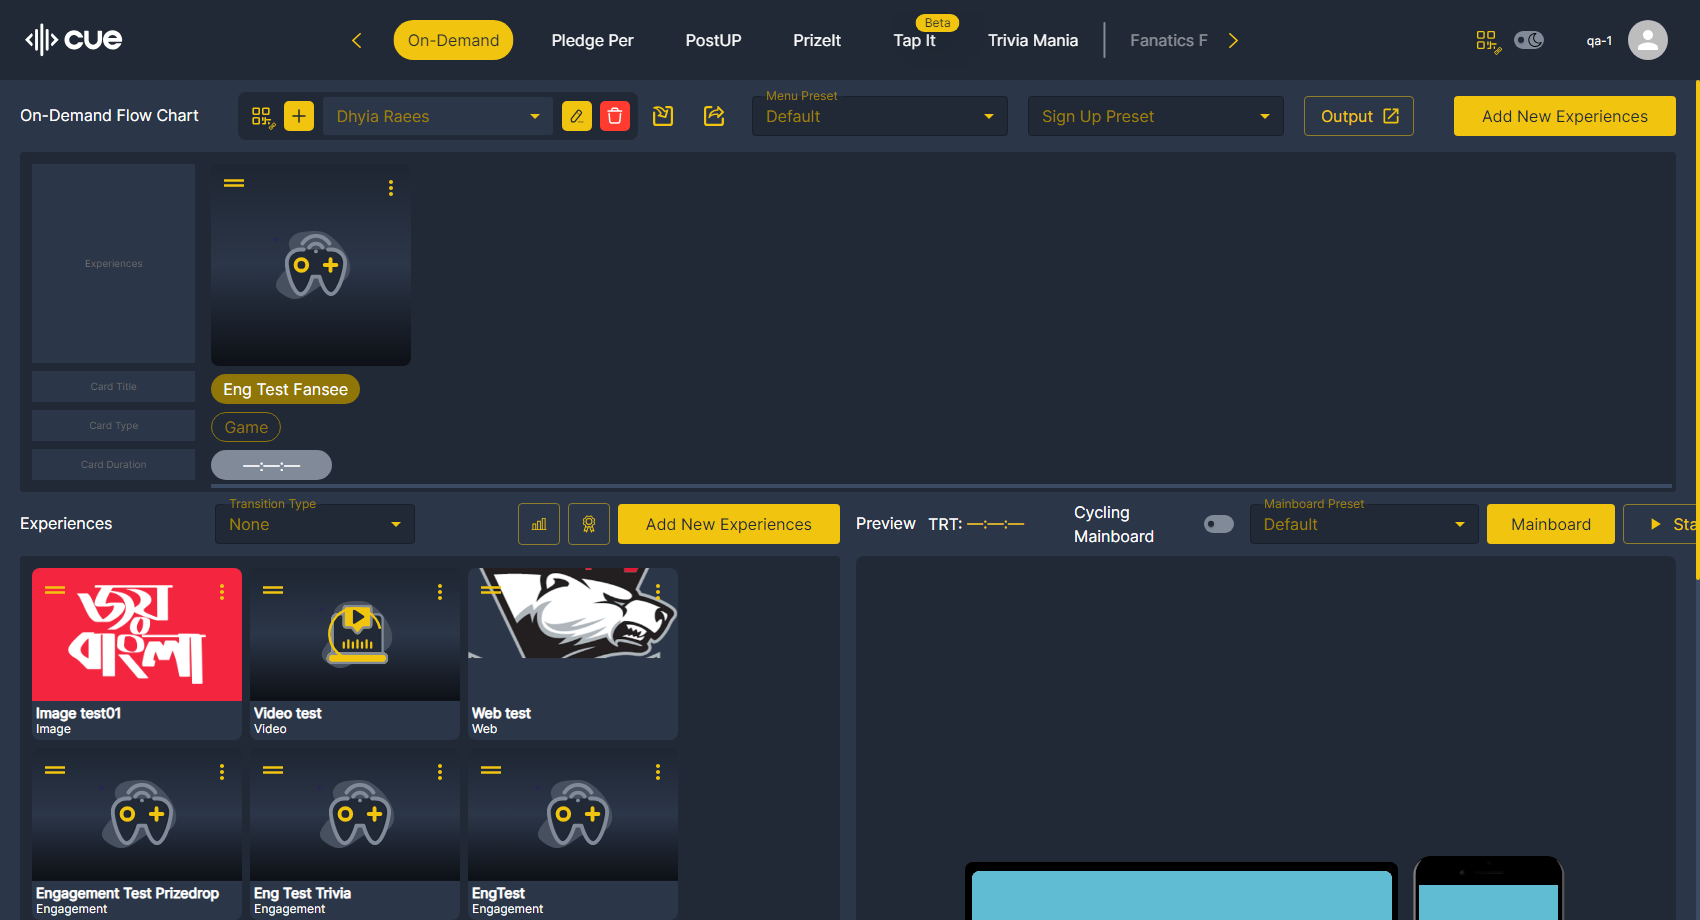 cue
On-Demand
Pledge Per
PostUP
PrizeIt
Beta
Tap It
Trivia Mania
Fanatics F
qa-1
On-Demand Flow Chart
Dhyia Raees
Menu Preset
Default
Sign Up Preset
Output
Add New Experiences
Experiences
Card Title
Eng Test Fansee
Card Type
Game
Card Duration
—:—:—
Experiences
Transition Type
None
Add New Experiences
Preview
TRT: —:—:—
Cycling
Mainboard
Mainboard Preset
Default
Mainboard
Sta
জয়
বাংলা
Image test01
Image
Video test
Video
Web test
Web
Engagement Test Prizedrop
Engagement
Eng Test Trivia
Engagement
EngTest
Engagement